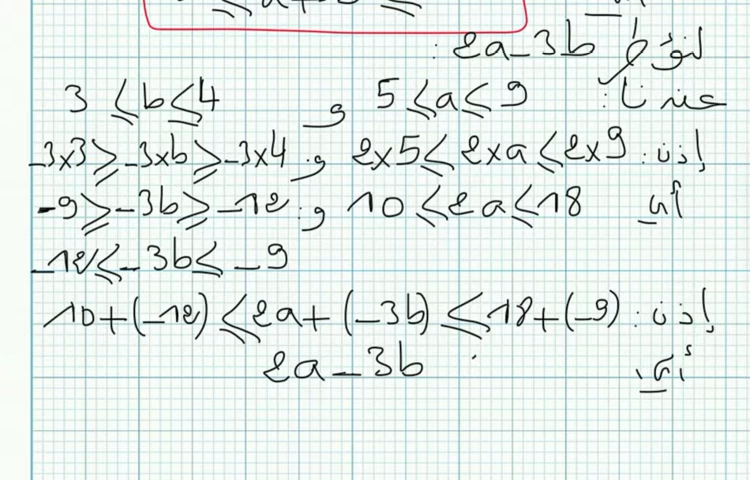 لنؤطر 2a-3b :
عندنا : 5 ≤ a ≤ 9 و 3 ≤ b ≤ 4
إذن : 2×5 ≤ 2×a ≤ 2×9 و -3×3 ≥ -3×b ≥ -3×4
أي 10 ≤ 2a ≤ 18 و -9 ≥ -3b ≥ -12
-12 ≤ -3b ≤ -9
إذن : 10+(-12) ≤ 2a+(-3b) ≤ 18+(-9)
أي : 2a-3b